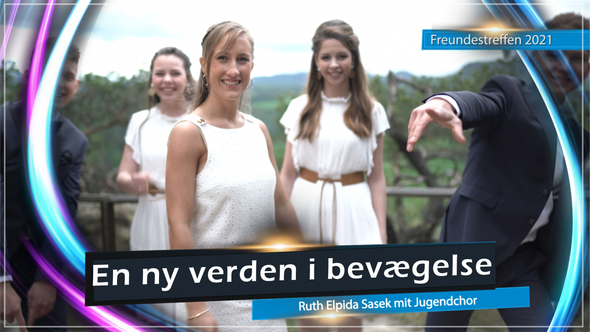 Freundestreffen 2021
En ny verden i bevægelse
Ruth Elpida Sasek mit Jugendchor